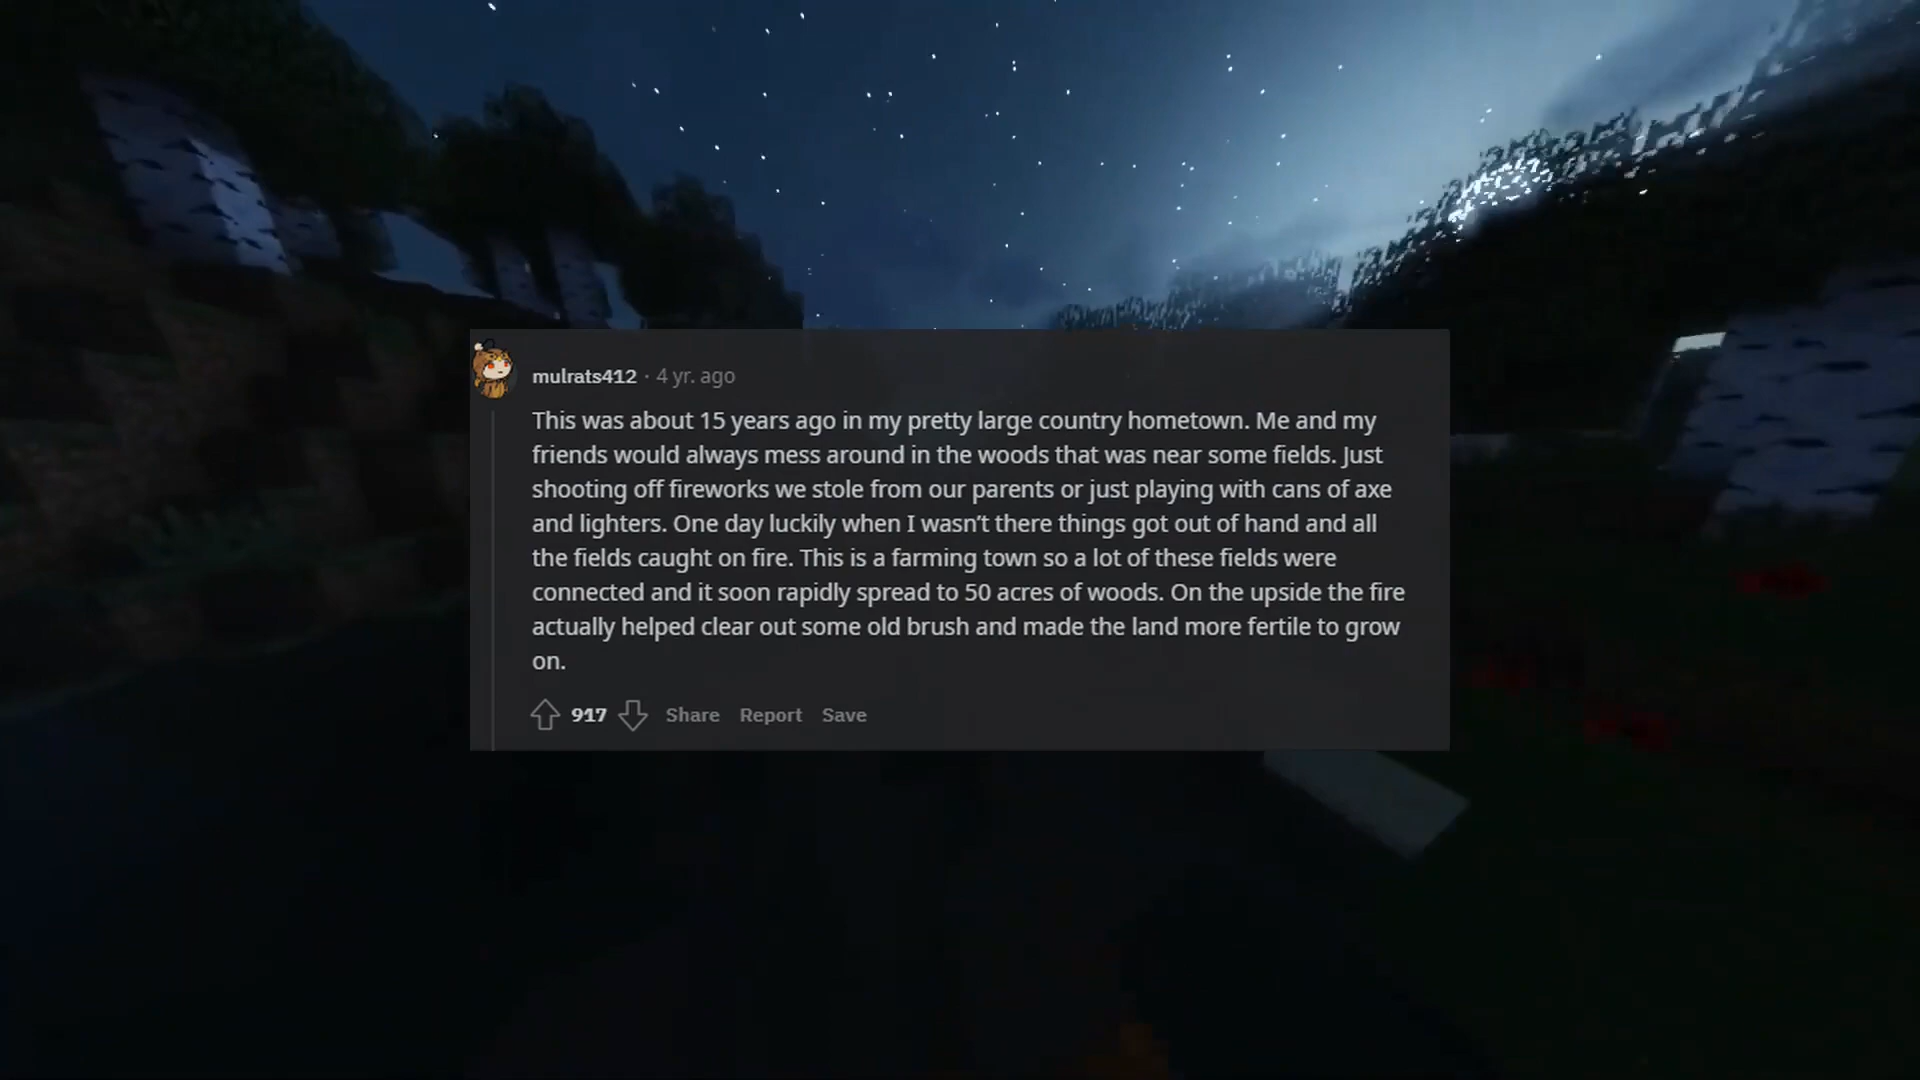 mulrats412 · 4 yr. ago
This was about 15 years ago in my pretty large country hometown. Me and my
friends would always mess around in the woods that was near some fields. Just
shooting off fireworks we stole from our parents or just playing with cans of axe
and lighters. One day luckily when I wasn’t there things got out of hand and all
the fields caught on fire. This is a farming town so a lot of these fields were
connected and it soon rapidly spread to 50 acres of woods. On the upside the fire
actually helped clear out some old brush and made the land more fertile to grow
on.
917 Share Report Save